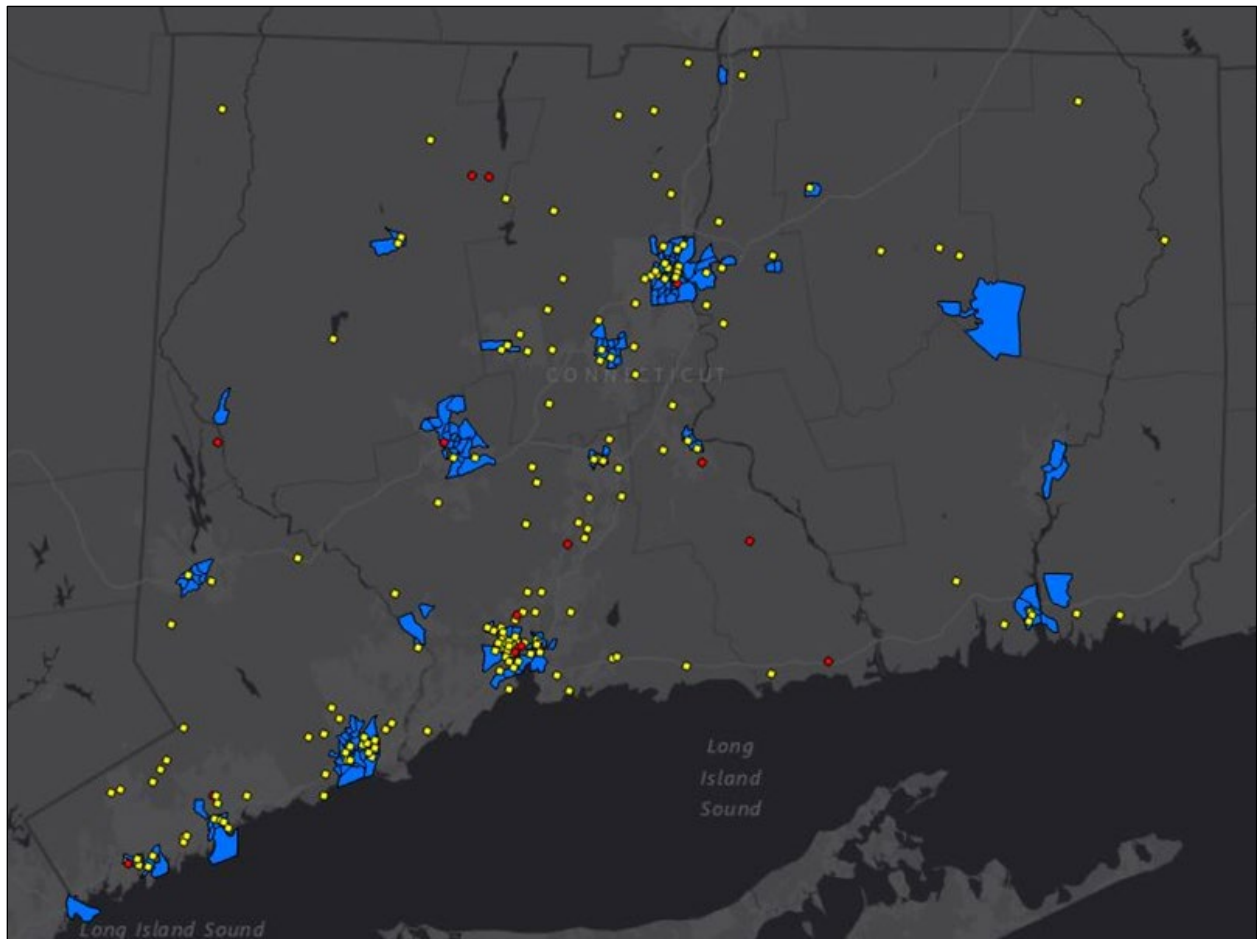 CONNECTICUT
Long
Island
Sound
Long Island Sound